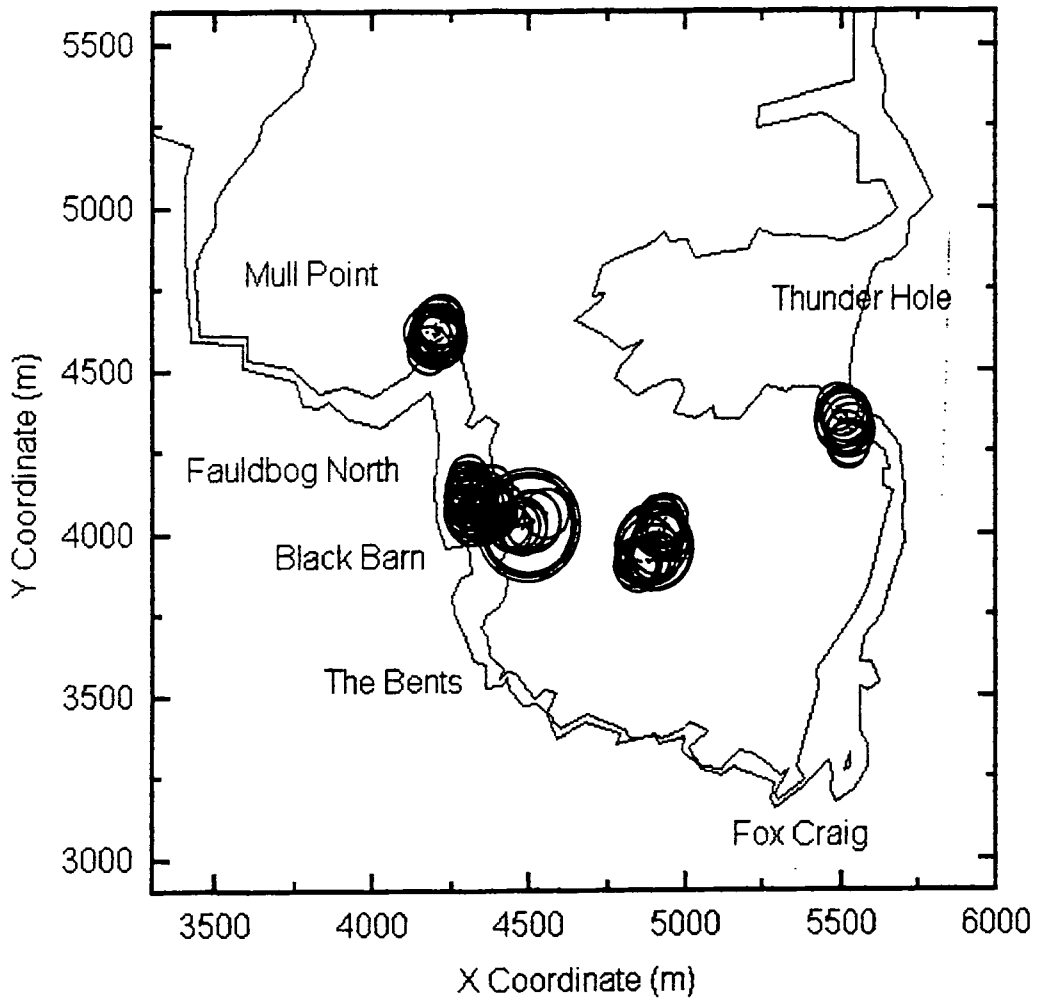 5500
5000
4500
4000
3500
3000
Y Coordinate (m)
Mull Point
Thunder Hole
Fauldbog North
Black Barn
The Bents
Fox Craig
3500 4000 4500 5000 5500 6000
X Coordinate (m)